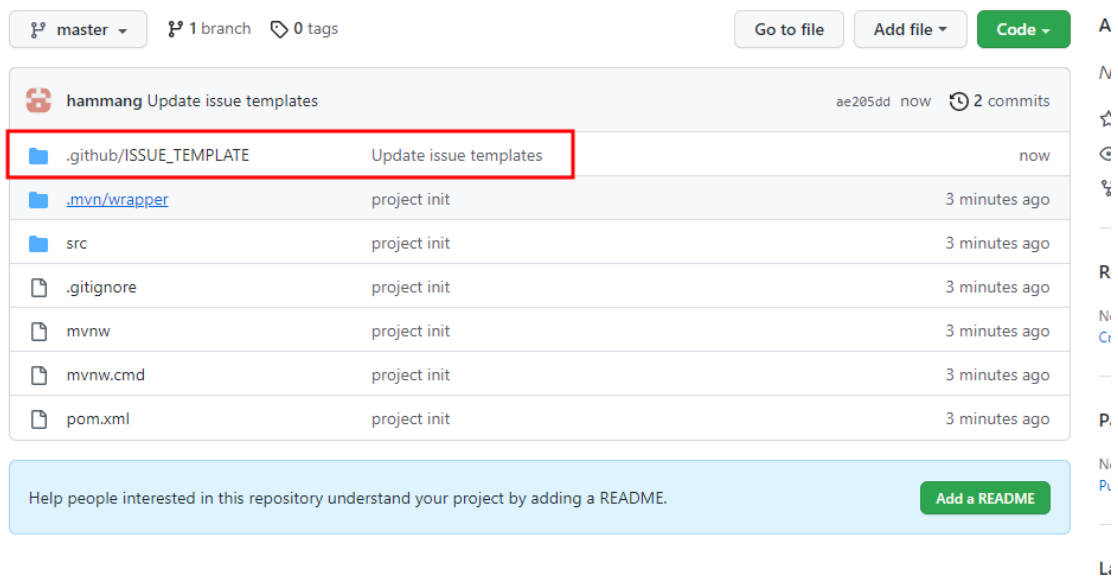 master 1 branch 0 tags Go to file Add file Code
hammang Update issue templates ae205dd now 2 commits
.github/ISSUE_TEMPLATE Update issue templates now
.mvn/wrapper project init 3 minutes ago
src project init 3 minutes ago
.gitignore project init 3 minutes ago
mvnw project init 3 minutes ago
mvnw.cmd project init 3 minutes ago
pom.xml project init 3 minutes ago
Help people interested in this repository understand your project by adding a README. Add a README